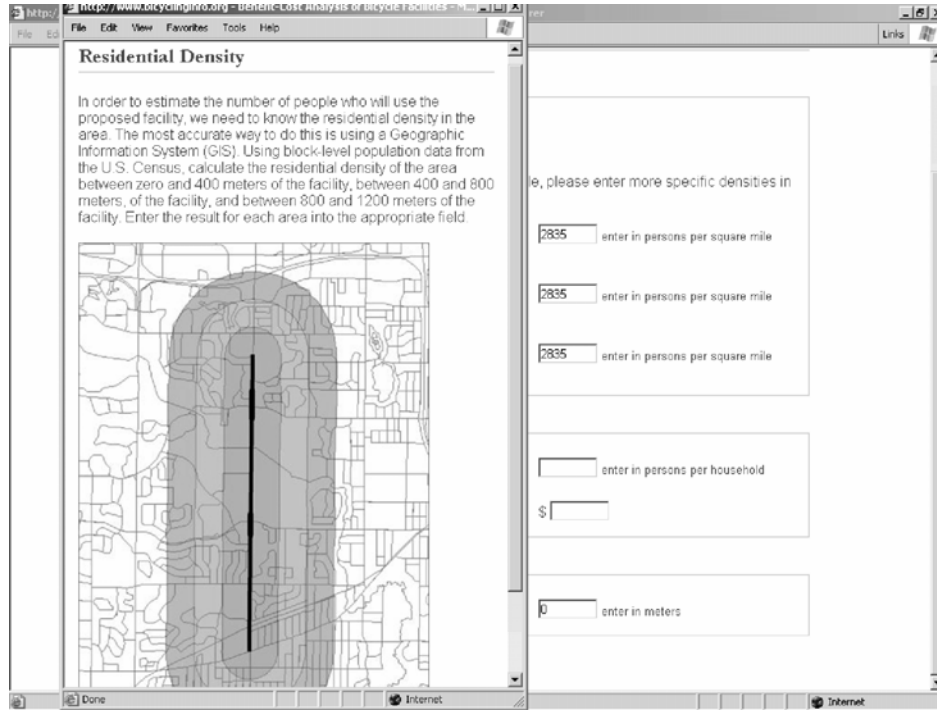 http://www.bicyclinginfo.org - Benefit-Cost Analysis of Bicycle Facilities - M...
http:/
rer
File Edit View Favorites Tools Help
File Ed
Links
Residential Density
In order to estimate the number of people who will use the
proposed facility, we need to know the residential density in the
area. The most accurate way to do this is using a Geographic
Information System (GIS). Using block-level population data from
the U.S. Census, calculate the residential density of the area
between zero and 400 meters of the facility, between 400 and 800
meters, of the facility, and between 800 and 1200 meters of the
facility. Enter the result for each area into the appropriate field.
le, please enter more specific densities in
2835 enter in persons per square mile
2835 enter in persons per square mile
2835 enter in persons per square mile
enter in persons per household
$
0 enter in meters
Done Internet
Internet